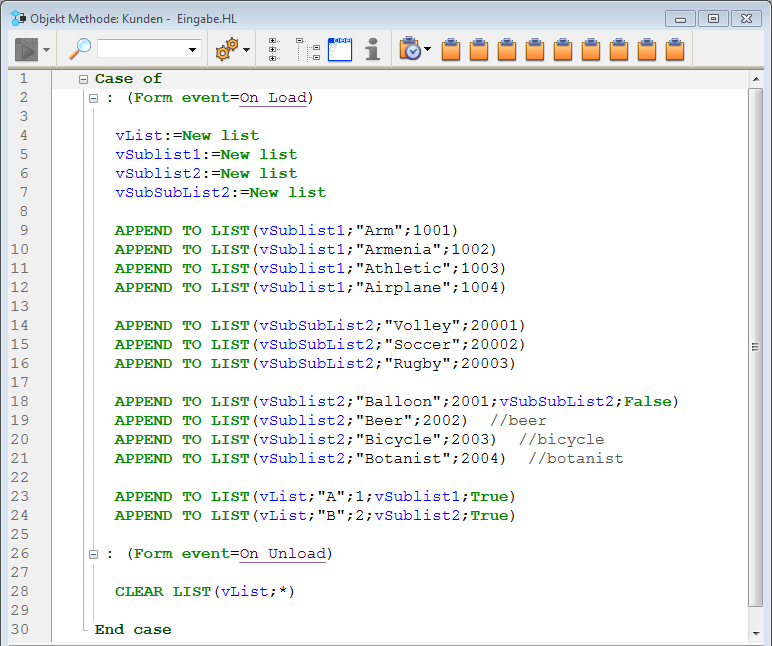 Objekt Methode: Kunden -  Eingabe.HL
1 Case of
2 : (Form event=On Load)
3
4 vList:=New list
5 vSublist1:=New list
6 vSublist2:=New list
7 vSubSubList2:=New list
8
9 APPEND TO LIST(vSublist1;"Arm";1001)
10 APPEND TO LIST(vSublist1;"Armenia";1002)
11 APPEND TO LIST(vSublist1;"Athletic";1003)
12 APPEND TO LIST(vSublist1;"Airplane";1004)
13
14 APPEND TO LIST(vSubSubList2;"Volley";20001)
15 APPEND TO LIST(vSubSubList2;"Soccer";20002)
16 APPEND TO LIST(vSubSubList2;"Rugby";20003)
17
18 APPEND TO LIST(vSublist2;"Balloon";2001;vSubSubList2;False)
19 APPEND TO LIST(vSublist2;"Beer";2002)  //beer
20 APPEND TO LIST(vSublist2;"Bicycle";2003)  //bicycle
21 APPEND TO LIST(vSublist2;"Botanist";2004)  //botanist
22
23 APPEND TO LIST(vList;"A";1;vSublist1;True)
24 APPEND TO LIST(vList;"B";2;vSublist2;True)
25
26 : (Form event=On Unload)
27
28 CLEAR LIST(vList;*)
29
30 End case